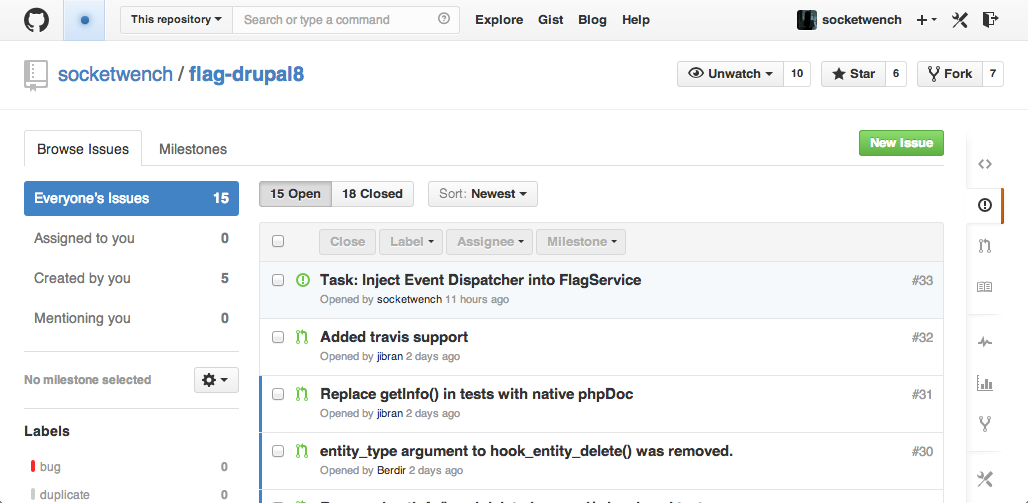 This repository Search or type a command Explore Gist Blog Help socketwench
socketwench / flag-drupal8 Unwatch 10 Star 6 Fork 7
Browse Issues Milestones New Issue
Everyone's Issues 15 15 Open 18 Closed Sort: Newest
Assigned to you 0 Close Label Assignee Milestone
Created by you 5 Task: Inject Event Dispatcher into FlagService #33
Opened by socketwench 11 hours ago
Mentioning you 0
Added travis support #32
Opened by jibran 2 days ago
No milestone selected
Replace getInfo() in tests with native phpDoc #31
Opened by jibran 2 days ago
Labels
entity_type argument to hook_entity_delete() was removed. #30
bug 0 Opened by Berdir 2 days ago
duplicate 0